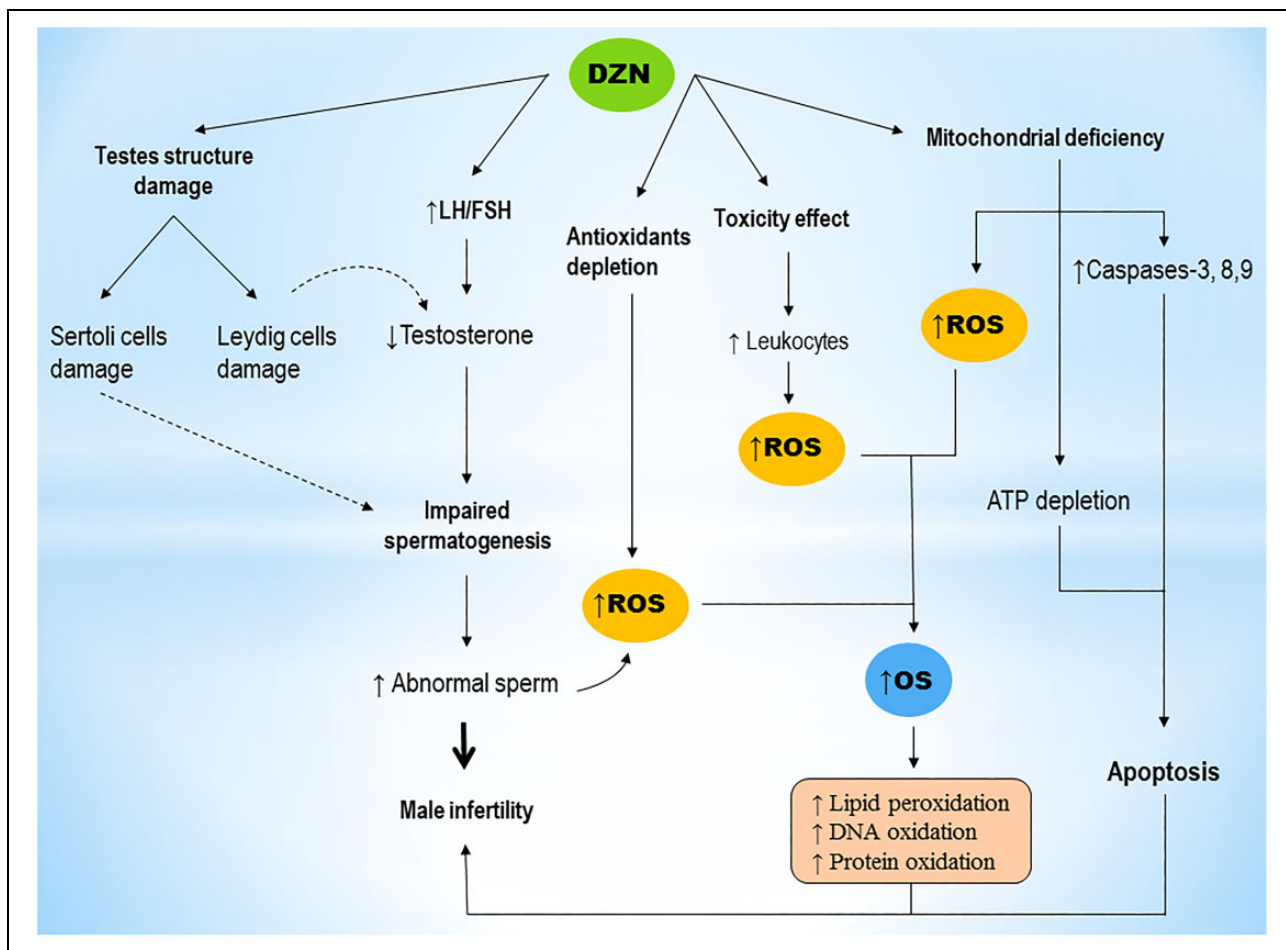 DZN
Testes structure
damage
Mitochondrial deficiency
↑LH/FSH
Toxicity effect
Antioxidants
depletion
↑Caspases-3, 8,9
Sertoli cells
damage
Leydig cells
damage
↓Testosterone
↑ Leukocytes
↑ROS
↑ROS
ATP depletion
Impaired
spermatogenesis
↑ROS
↑ Abnormal sperm
↑OS
Apoptosis
Male infertility
↑ Lipid peroxidation
↑ DNA oxidation
↑ Protein oxidation